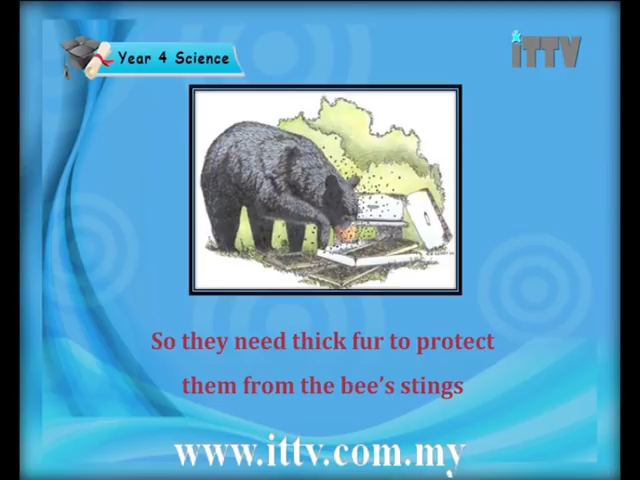 Year 4 Science
iTTV
So they need thick fur to protect
them from the bee's stings
www.ittv.com.my